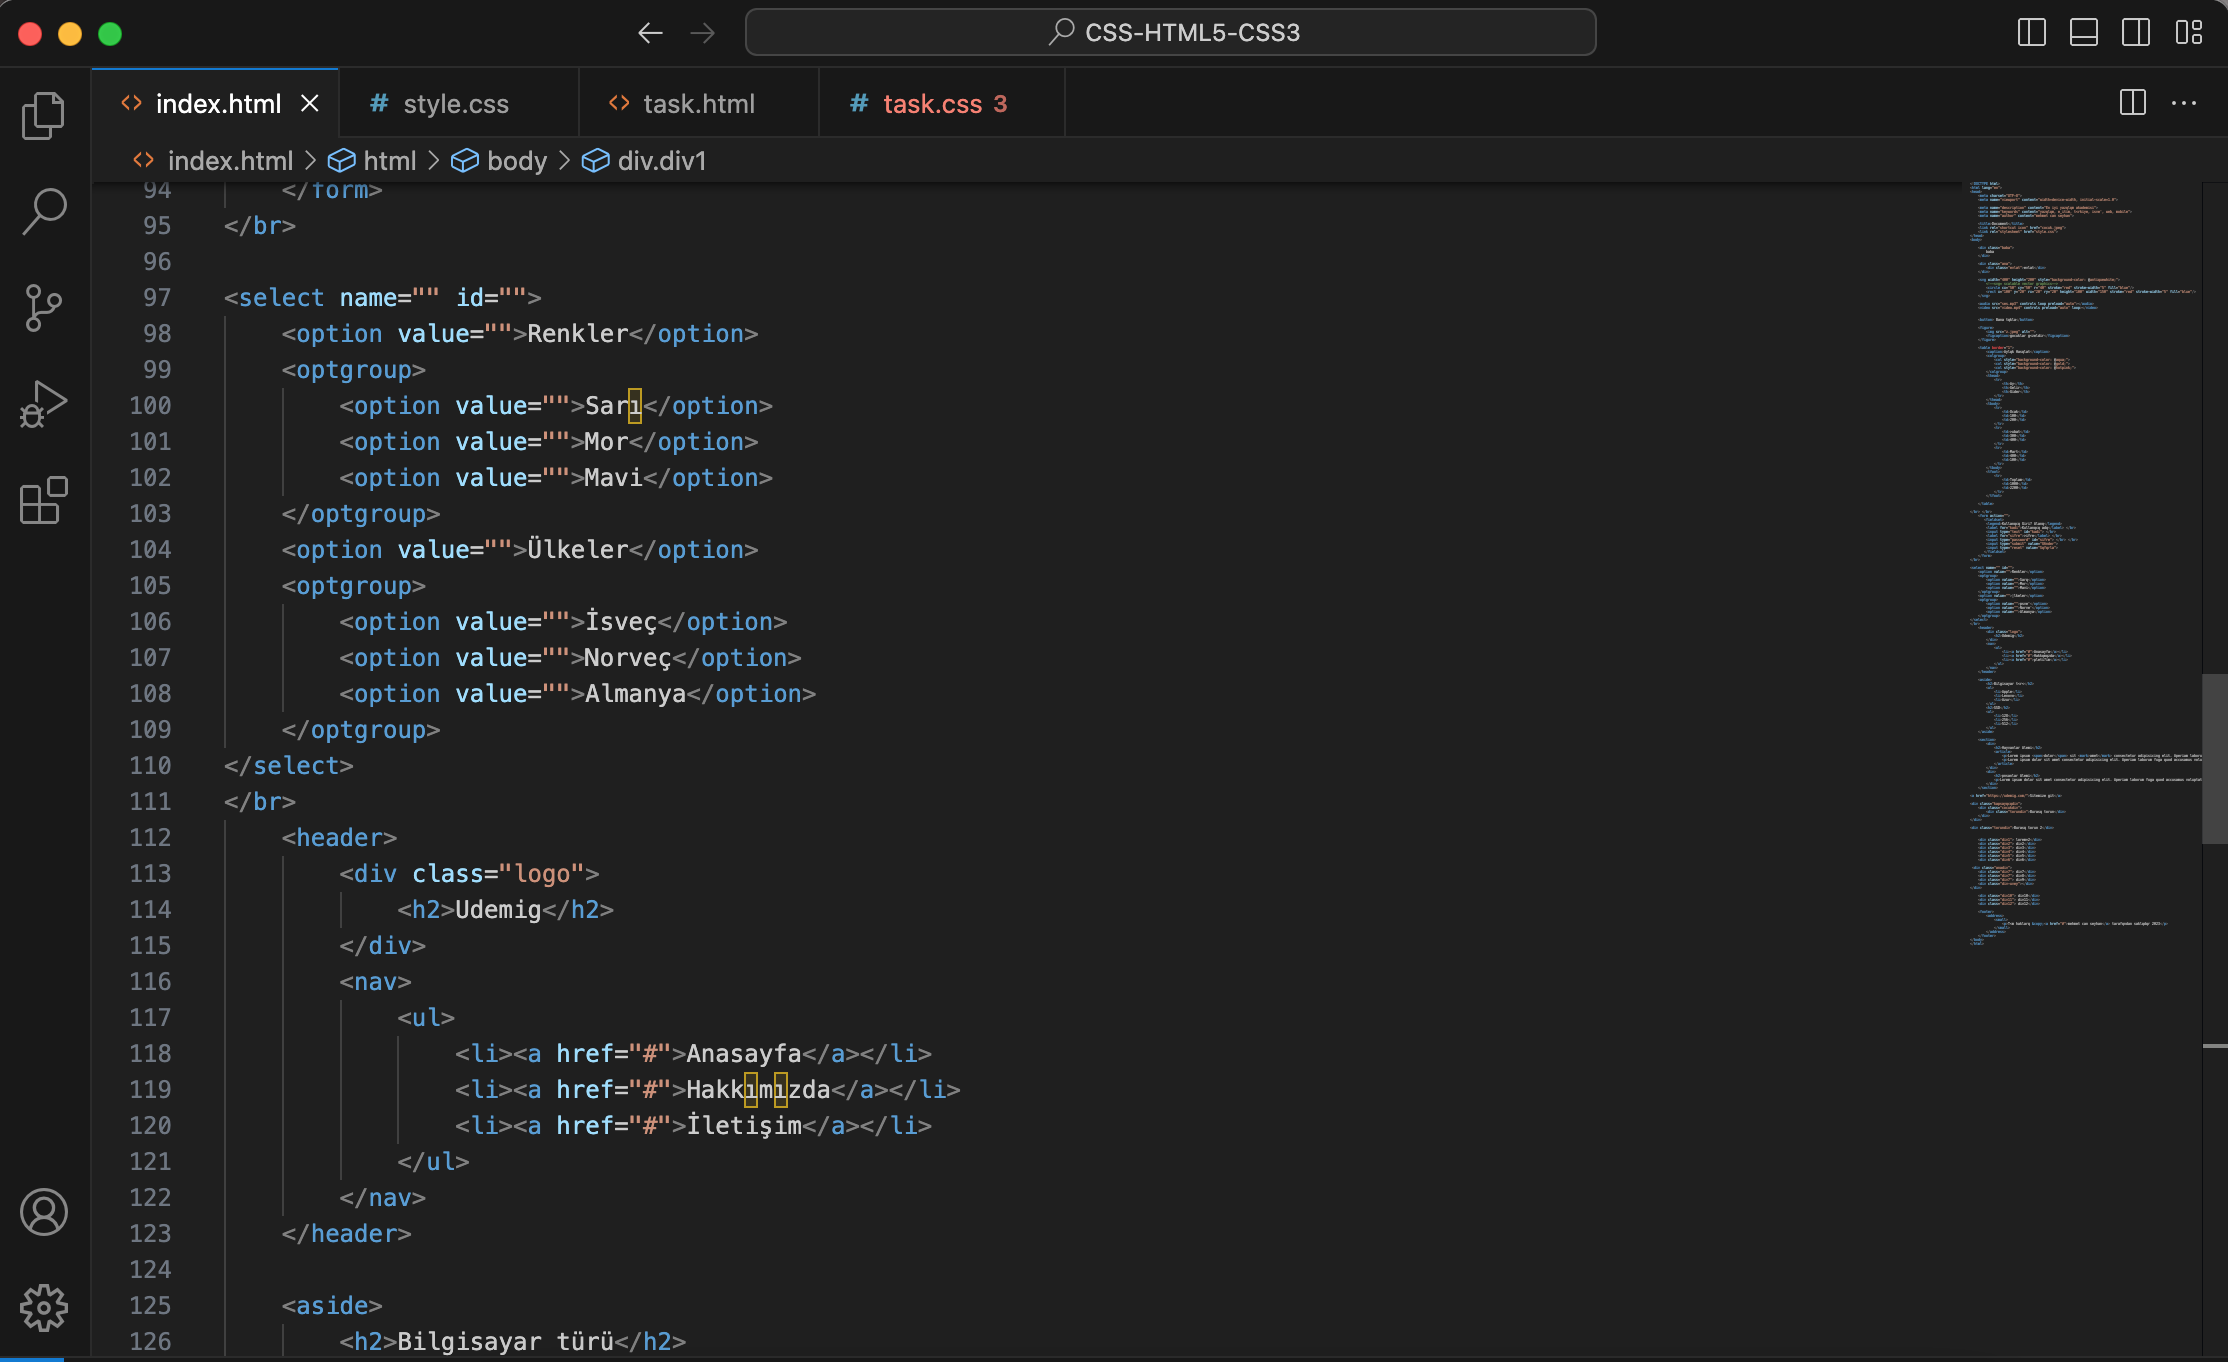 CSS-HTML5-CSS3
index.html
style.css
task.html
task.css 3
index.html > html > body > div.div1
94 </form>
95 </br>
96
97 <select name="" id="">
98 <option value="">Renkler</option>
99 <optgroup>
100 <option value="">Sarı</option>
101 <option value="">Mor</option>
102 <option value="">Mavi</option>
103 </optgroup>
104 <option value="">Ülkeler</option>
105 <optgroup>
106 <option value="">İsveç</option>
107 <option value="">Norveç</option>
108 <option value="">Almanya</option>
109 </optgroup>
110 </select>
111 </br>
112 <header>
113 <div class="logo">
114 <h2>Udemig</h2>
115 </div>
116 <nav>
117 <ul>
118 <li><a href="#">Anasayfa</a></li>
119 <li><a href="#">Hakkımızda</a></li>
120 <li><a href="#">İletişim</a></li>
121 </ul>
122 </nav>
123 </header>
124
125 <aside>
126 <h2>Bilgisayar türü</h2>